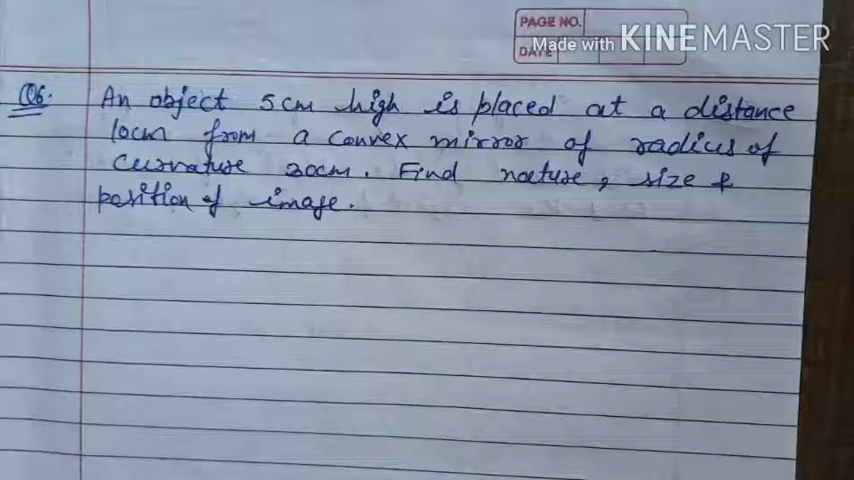 PAGE NO.
DATE
Made with KINEMASTER
Q6. An object 5cm high is placed at a distance
10cm from a convex mirror of radius of
curvature 30cm. Find nature, size &
position of image.